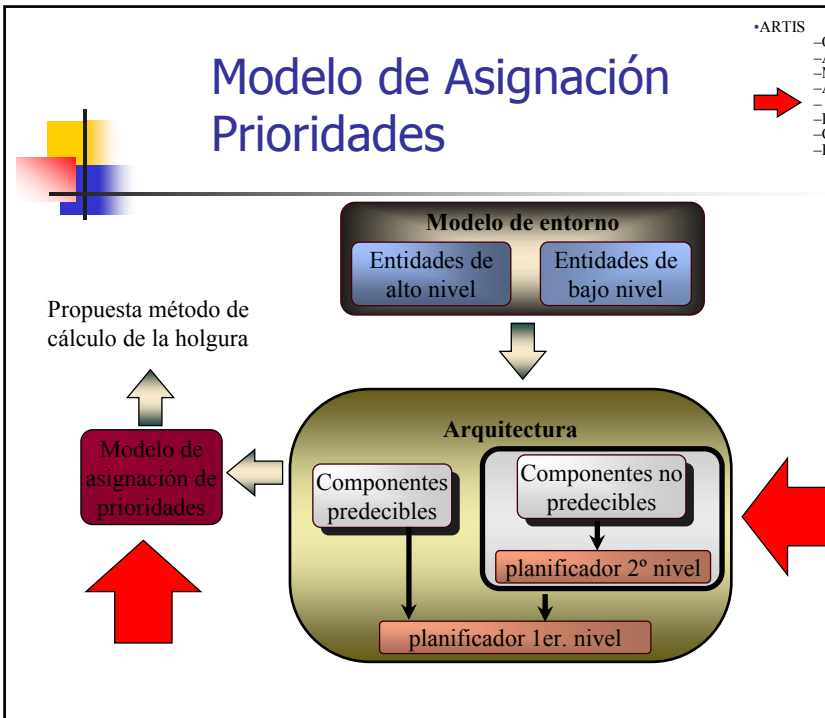 Modelo de Asignación
Prioridades
•ARTIS
Modelo de entorno
Entidades de
alto nivel
Entidades de
bajo nivel
Propuesta método de
cálculo de la holgura
Arquitectura
Modelo de
asignación de
prioridades
Componentes
predecibles
Componentes no
predecibles
planificador 2º nivel
planificador 1er. nivel